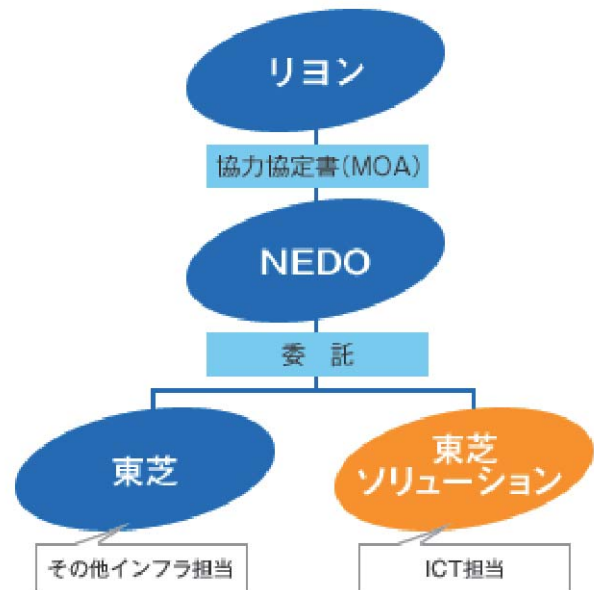 リヨン
協力協定書(MOA)
NEDO
委 託
東芝
東芝
ソリューション
その他インフラ担当
ICT担当